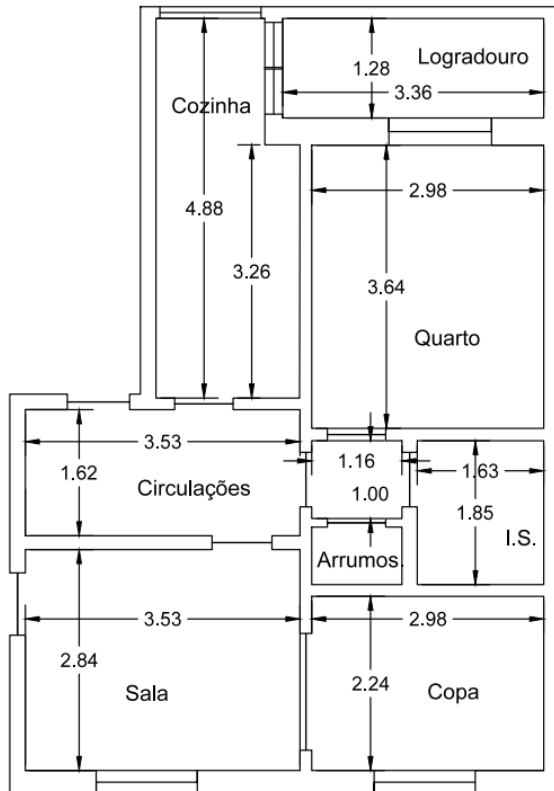 Logradouro
1.28
3.36
Cozinha
4.88
3.26
2.98
3.64
Quarto
3.53
1.62
Circulações
1.16
1.00
1.63
1.85
I.S.
Arrumos.
3.53
2.84
Sala
2.98
2.24
Copa